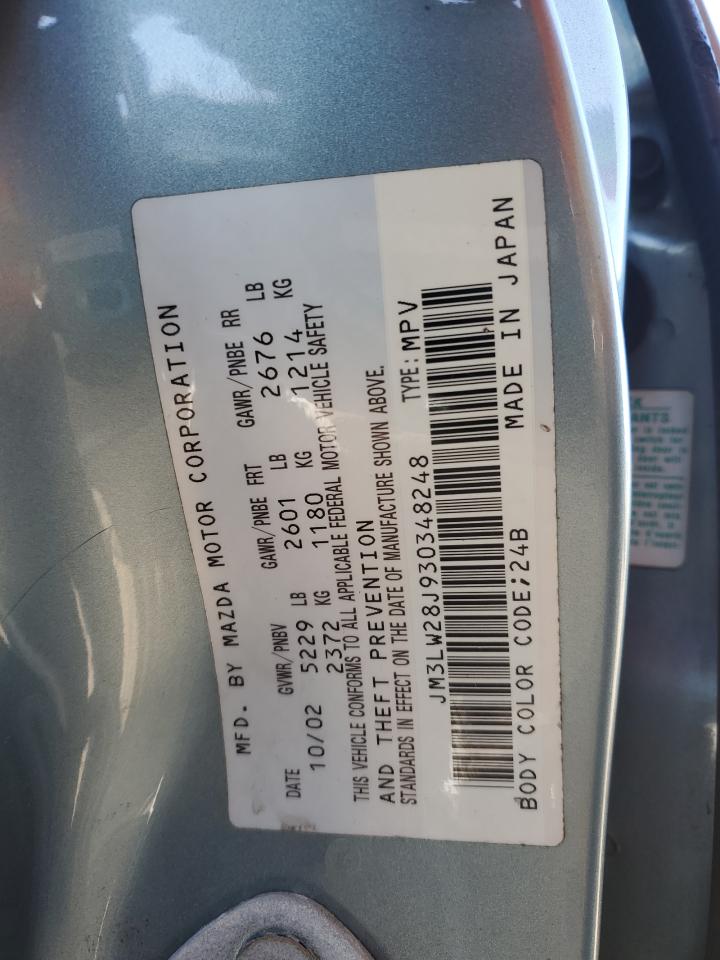 MFD. BY MAZDA MOTOR CORPORATION
DATE GVWR/PNBV GAWR/PNBE FRT GAWR/PNBE RR
10/02 5229 LB 2601 LB 2676 LB
2372 KG 1180 KG 1214 KG
THIS VEHICLE CONFORMS TO ALL APPLICABLE FEDERAL MOTOR VEHICLE SAFETY
AND THEFT PREVENTION
STANDARDS IN EFFECT ON THE DATE OF MANUFACTURE SHOWN ABOVE.
JM3LW28J930348248 TYPE:MPV
BODY COLOR CODE;24B MADE IN JAPAN